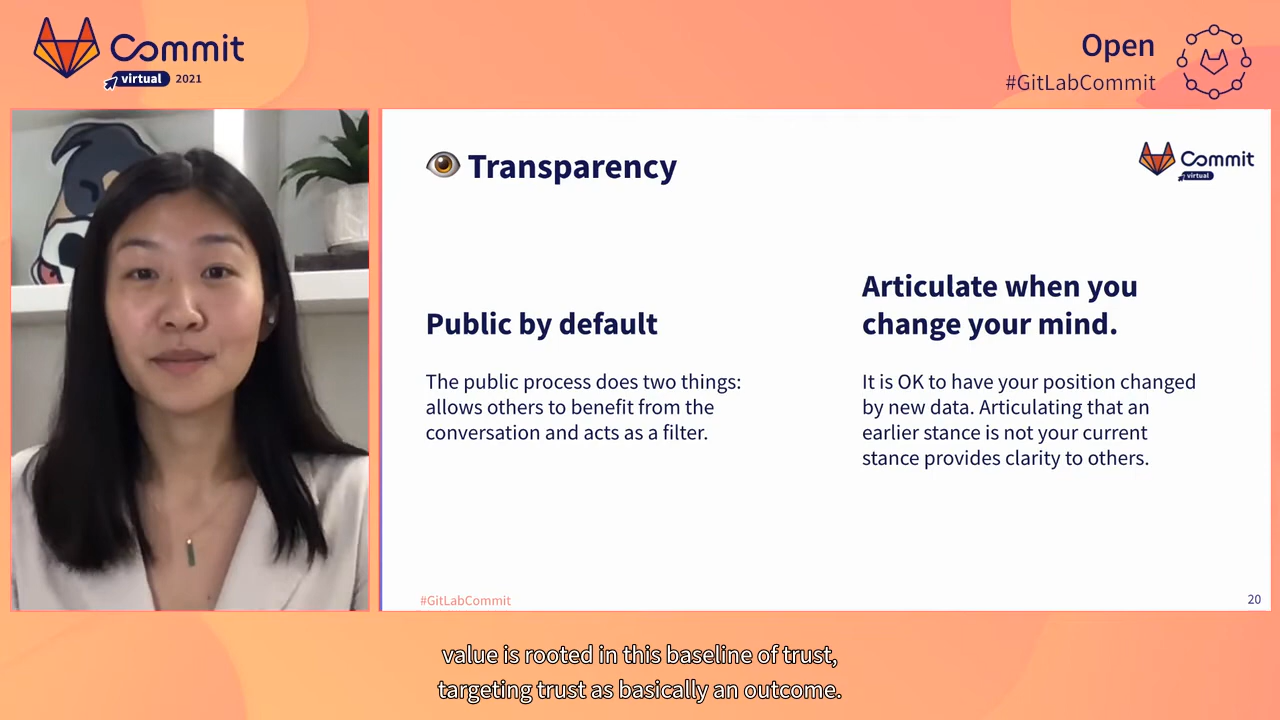 Commit
virtual 2021
Open
#GitLabCommit
Transparency
Commit
virtual
Public by default
The public process does two things:
allows others to benefit from the
conversation and acts as a filter.
Articulate when you
change your mind.
It is OK to have your position changed
by new data. Articulating that an
earlier stance is not your current
stance provides clarity to others.
#GitLabCommit
20
value is rooted in this baseline of trust,
targeting trust as basically an outcome.